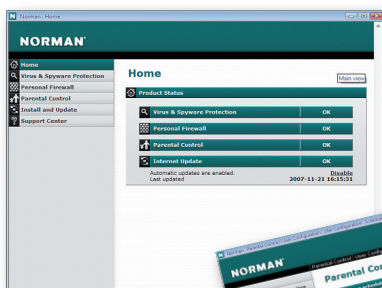 Norman - Home
NORMAN
Home
Virus & Spyware Protection
Personal Firewall
Parental Control
Install and Update
Support Center
Home
Main view
Product Status
Virus & Spyware Protection OK
Personal Firewall OK
Parental Control OK
Internet Update OK
Automatic updates are enabled. Disable
Last updated 2007-11-21 16:15:31
NORMAN
Parental Control